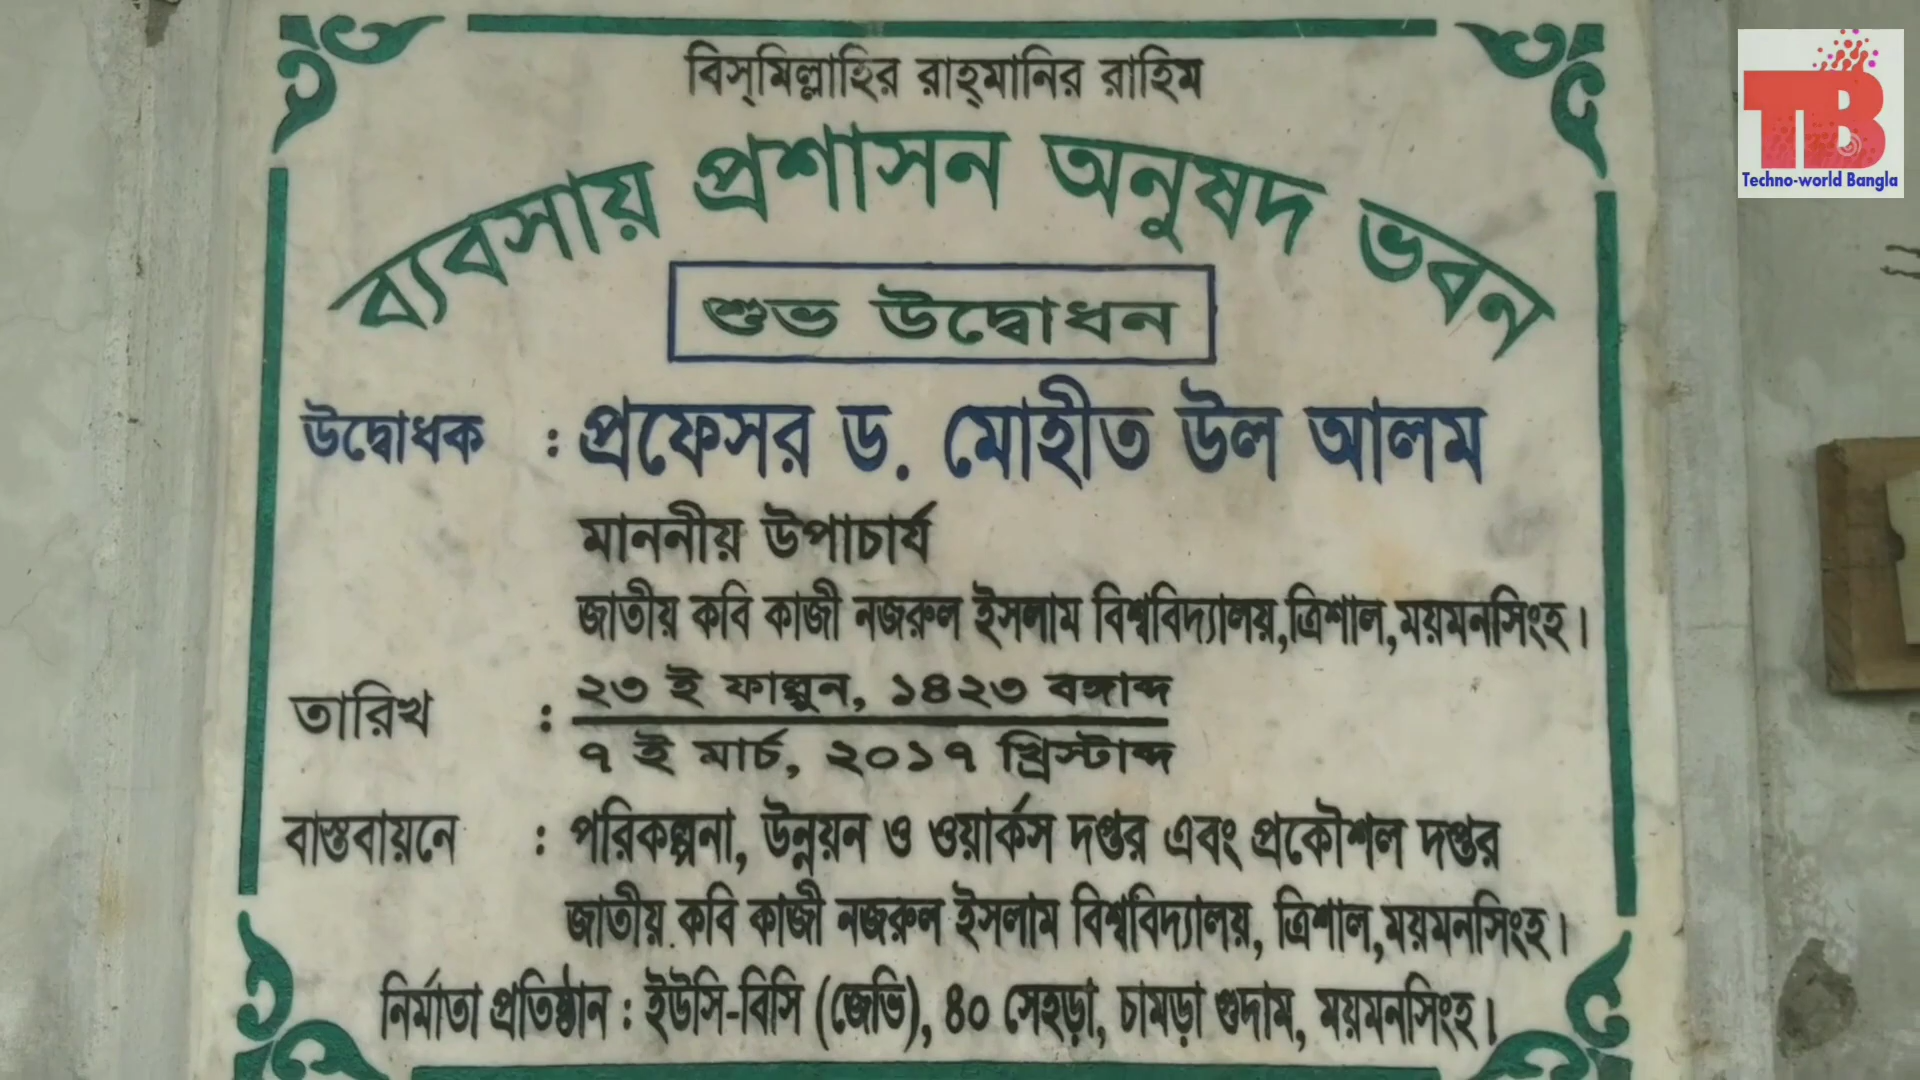 বিস্‌মিল্লাহির রাহ্‌মানির রাহিম
ব্যবসায় প্রশাসন অনুষদ ভবন
শুভ উদ্বোধন
উদ্বোধক : প্রফেসর ড. মোহীত উল আলম
মাননীয় উপাচার্য
জাতীয় কবি কাজী নজরুল ইসলাম বিশ্ববিদ্যালয়,ত্রিশাল,ময়মনসিংহ।
তারিখ : ২৩ ই ফাল্গুন, ১৪২৩ বঙ্গাব্দ
৭ ই মার্চ, ২০১৭ খ্রিস্টাব্দ
বাস্তবায়নে : পরিকল্পনা, উন্নয়ন ও ওয়ার্কস দপ্তর এবং প্রকৌশল দপ্তর
জাতীয় কবি কাজী নজরুল ইসলাম বিশ্ববিদ্যালয়, ত্রিশাল,ময়মনসিংহ।
নির্মাতা প্রতিষ্ঠান : ইউসি-বিসি (জেভি), ৪০ সেহড়া, চামড়া গুদাম, ময়মনসিংহ।
TB
Techno-world Bangla